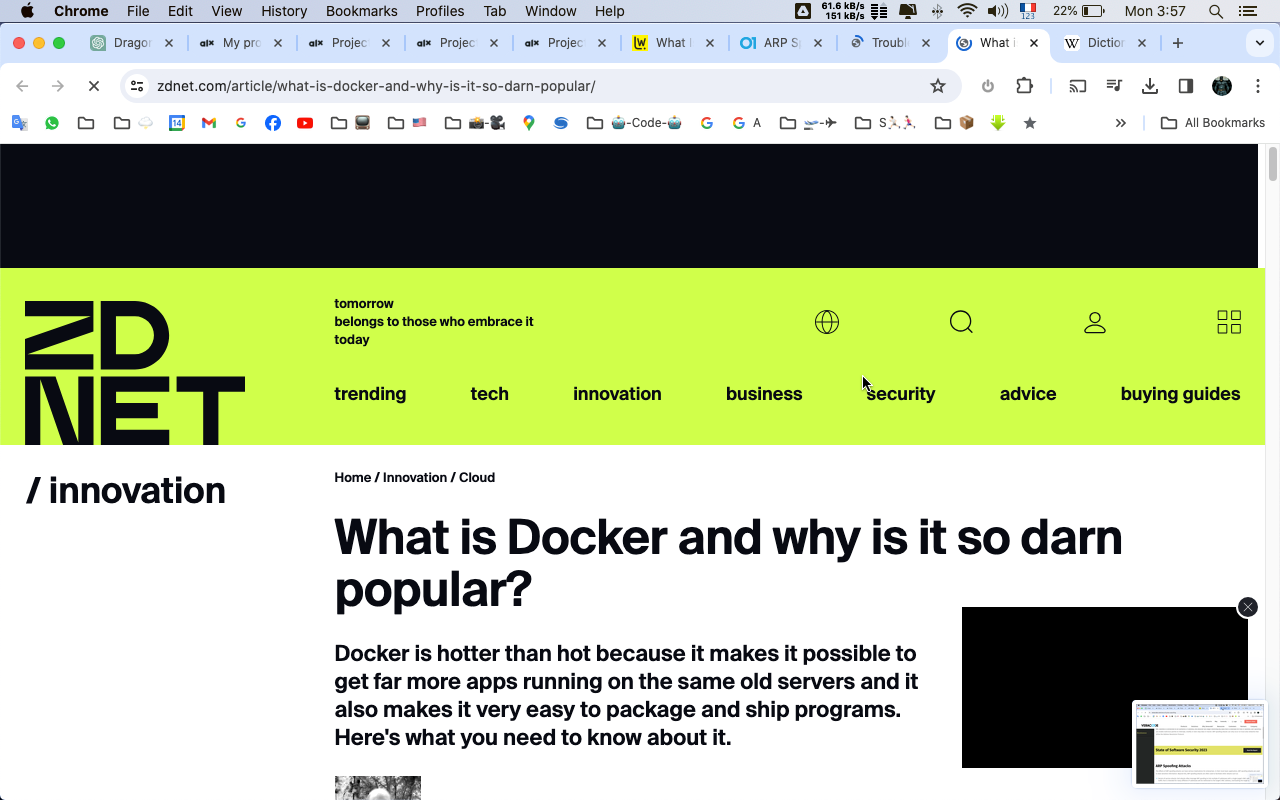 Chrome File Edit View History Bookmarks Profiles Tab Window Help
61.6 kB/s
151 kB/s
123
22%
Mon 3:57
Dragor
My pro
Projec
Projec
Projec
What I
ARP Sp
Troubl
What i
Diction
zdnet.com/article/what-is-docker-and-why-is-it-so-darn-popular/
14
-Code-
A
S
All Bookmarks
ZD
NET
tomorrow
belongs to those who embrace it
today
trending tech innovation business security advice buying guides
/ innovation
Home / Innovation / Cloud
What is Docker and why is it so darn
popular?
Docker is hotter than hot because it makes it possible to
get far more apps running on the same old servers and it
also makes it very easy to package and ship programs.
Here's what you need to know about it.
State of Software Security 2023
ARP Spoofing Attacks